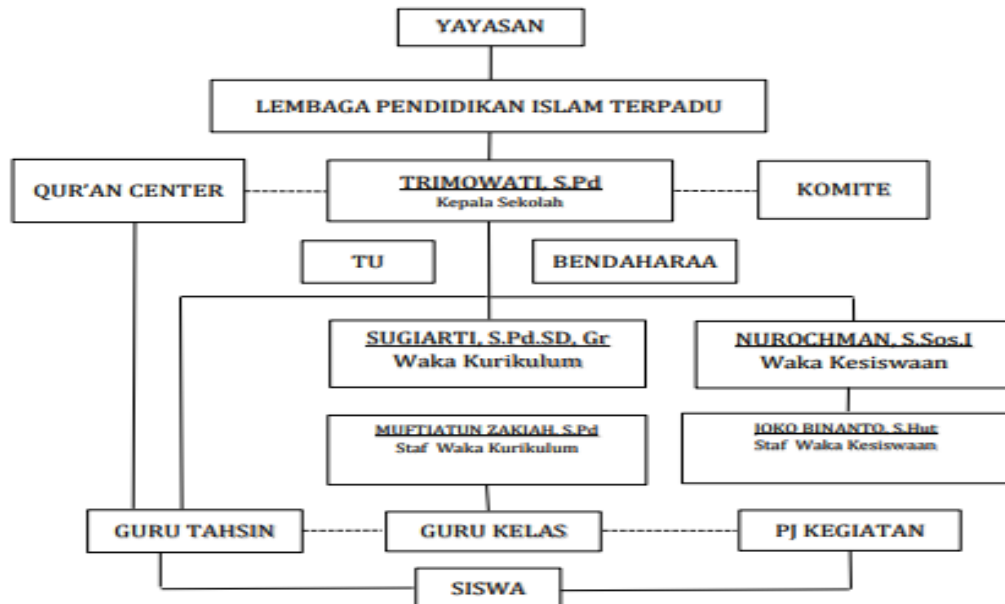 YAYASAN
LEMBAGA PENDIDIKAN ISLAM TERPADU
QUR'AN CENTER
TRIMOWATI, S.Pd
Kepala Sekolah
KOMITE
TU
BENDAHARAA
SUGIARTI, S.Pd.SD, Gr
Waka Kurikulum
NUROCHMAN, S.Sos.I
Waka Kesiswaan
MUFTIATUN ZAKIAH, S.Pd
Staf Waka Kurikulum
JOKO BINANTO, S.Hut
Staf Waka Kesiswaan
GURU TAHSIN
GURU KELAS
PJ KEGIATAN
SISWA